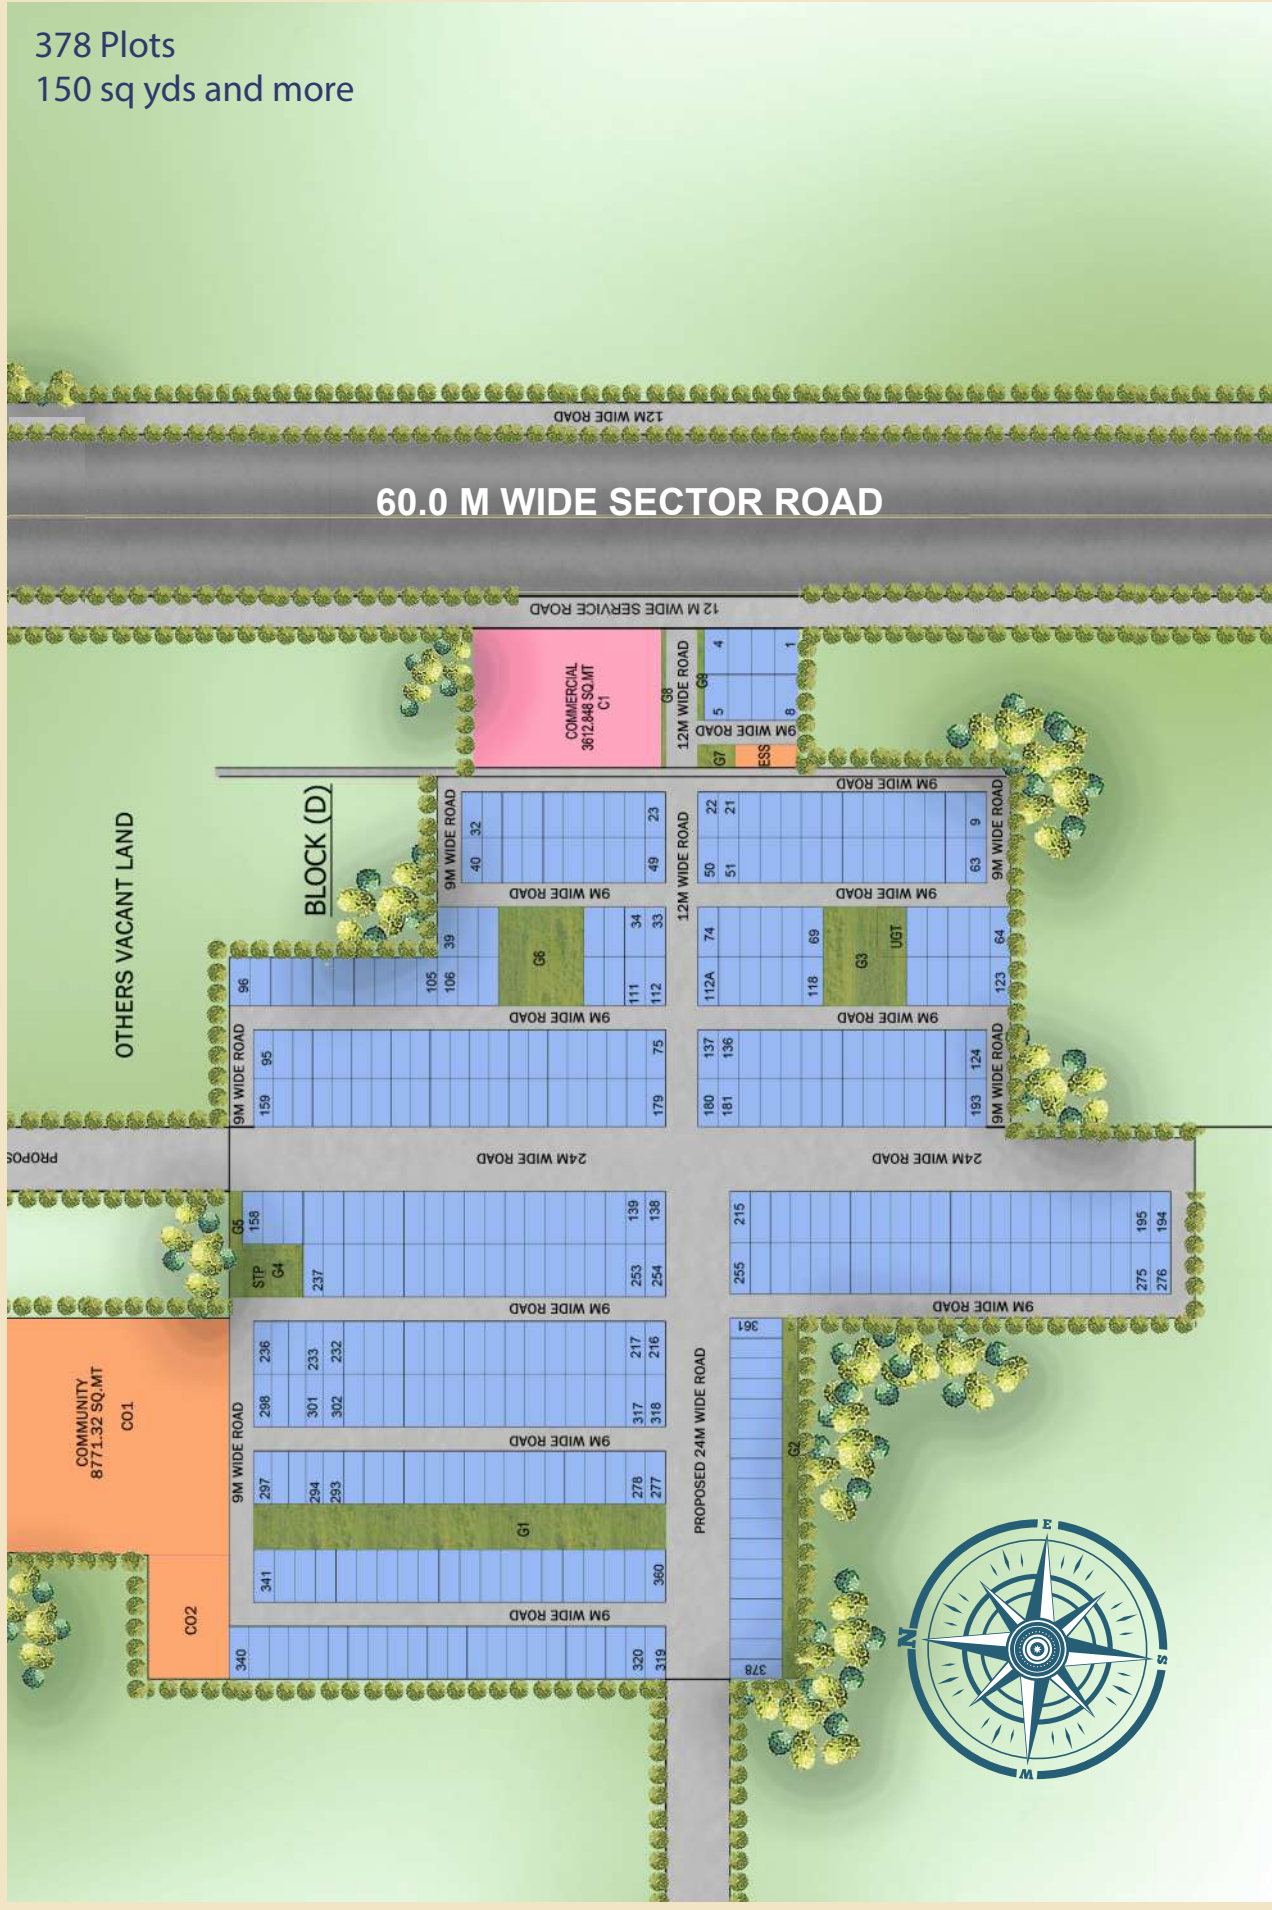 378 Plots
150 sq yds and more
12M WIDE ROAD
60.0 M WIDE SECTOR ROAD
12 M WIDE SERVICE ROAD
COMMERCIAL
3612.848 SQ.MT
C1
G8
12M WIDE ROAD
G9
4
1
5
8
9M WIDE ROAD
G7
ESS
9M WIDE ROAD
OTHERS VACANT LAND
BLOCK (D)
9M WIDE ROAD
32
23
40
49
12M WIDE ROAD
22
21
9
50
51
63
9M WIDE ROAD
9M WIDE ROAD
9M WIDE ROAD
39
G6
34
33
96
105
106
111
112
74
69
G3
UGT
64
112A
118
123
9M WIDE ROAD
9M WIDE ROAD
9M WIDE ROAD
95
75
159
179
137
136
124
180
181
193
9M WIDE ROAD
PROPOS
24M WIDE ROAD
24M WIDE ROAD
G5
158
139
138
STP
G4
237
253
254
215
195
194
255
275
276
9M WIDE ROAD
9M WIDE ROAD
COMMUNITY
8771.32 SQ.MT
CO1
9M WIDE ROAD
236
233
232
217
216
298
301
302
317
318
PROPOSED 24M WIDE ROAD
361
G2
9M WIDE ROAD
297
294
293
278
277
G1
341
360
CO2
9M WIDE ROAD
340
320
319
378
E
N
S
W